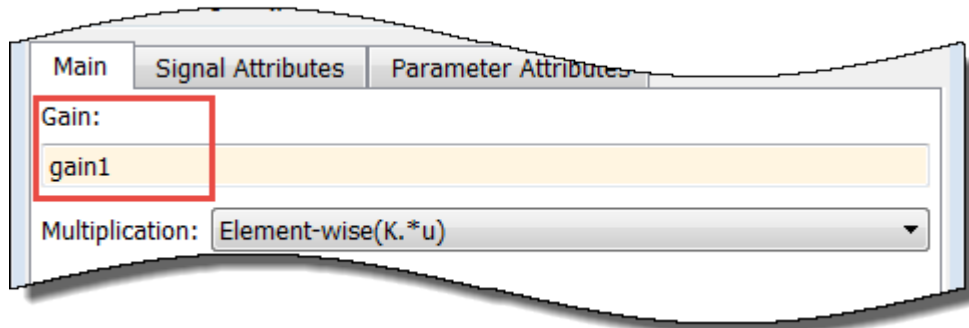 Main Signal Attributes Parameter Attributes
Gain:
gain1
Multiplication: Element-wise(K.*u)